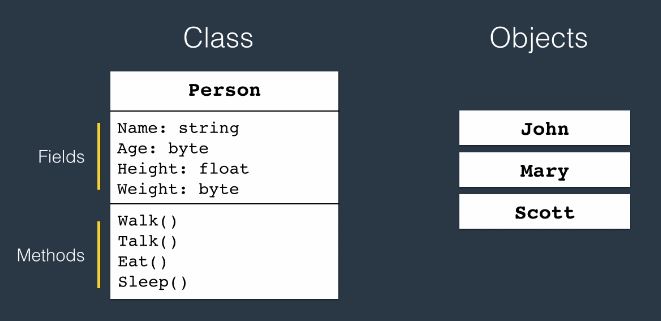 Class
Person
Fields
Name: string
Age: byte
Height: float
Weight: byte
Methods
Walk()
Talk()
Eat()
Sleep()
Objects
John
Mary
Scott